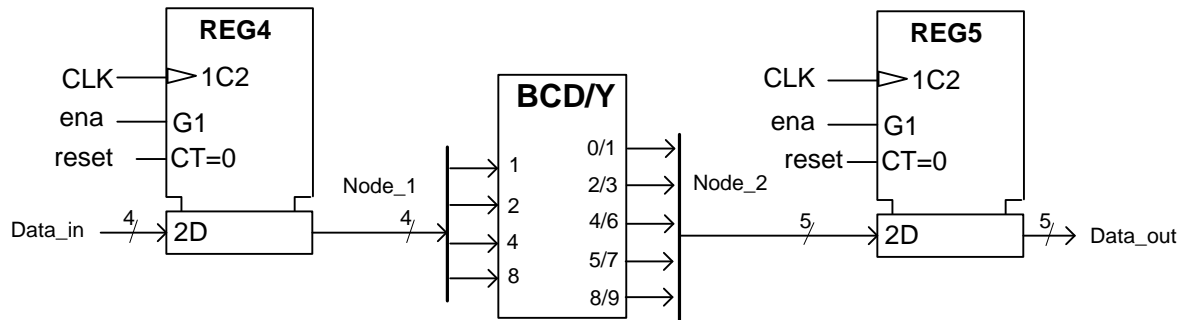 REG4
CLK
1C2
ena
G1
reset
CT=0
Data_in
4
2D
Node_1
4
BCD/Y
1
2
4
8
0/1
2/3
4/6
5/7
8/9
Node_2
5
REG5
CLK
1C2
ena
G1
reset
CT=0
2D
5
Data_out